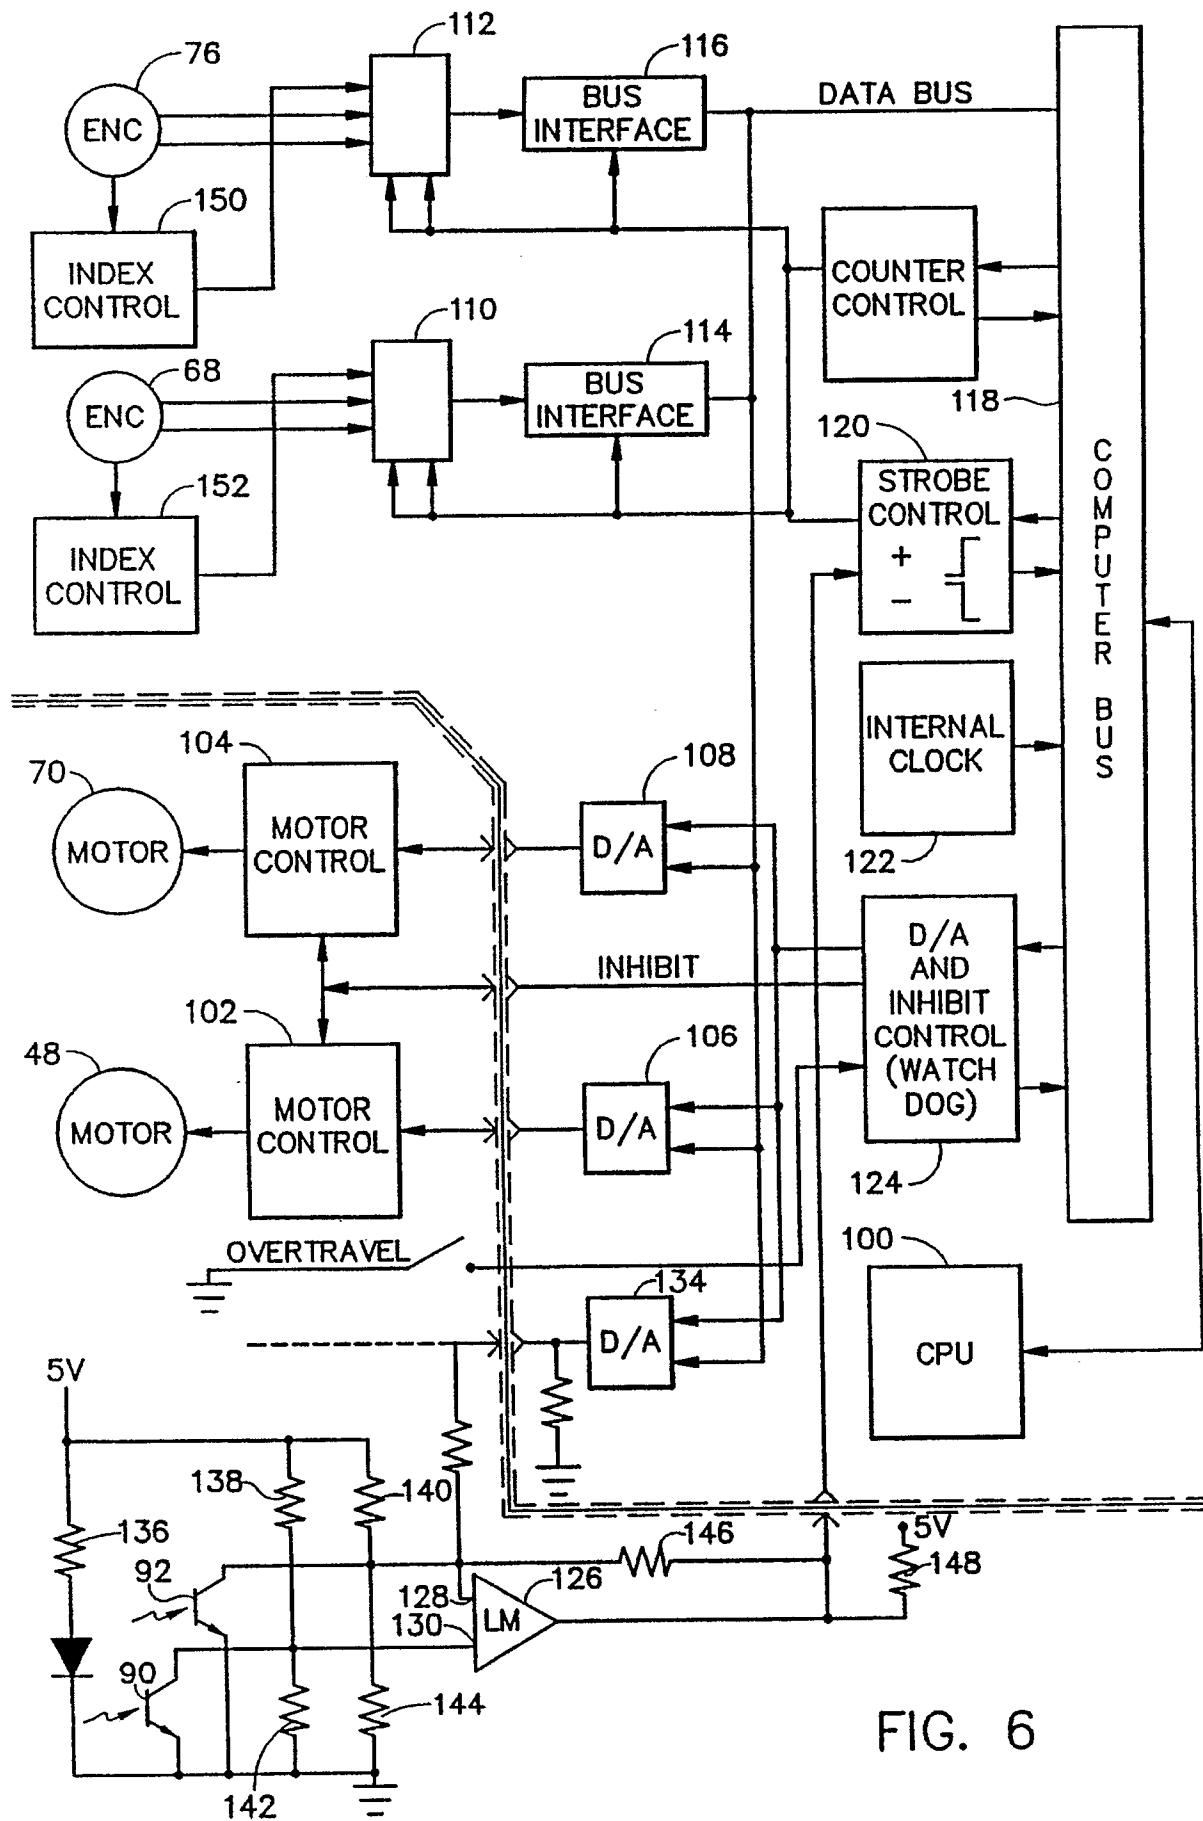 112
76
116
ENC
BUS
INTERFACE
DATA BUS
150
INDEX
CONTROL
COUNTER
CONTROL
110
114
68
ENC
BUS
INTERFACE
118
120
152
INDEX
CONTROL
STROBE
CONTROL
+
−
COMPUTER BUS
104
70
MOTOR
CONTROL
MOTOR
108
D/A
INTERNAL
CLOCK
122
INHIBIT
D/A
AND
INHIBIT
CONTROL
(WATCH
DOG)
102
48
MOTOR
CONTROL
MOTOR
106
D/A
124
OVERTRAVEL
100
134
D/A
CPU
5V
138
140
136
146
5V
148
92
128
126
130
LM
90
144
142
FIG. 6